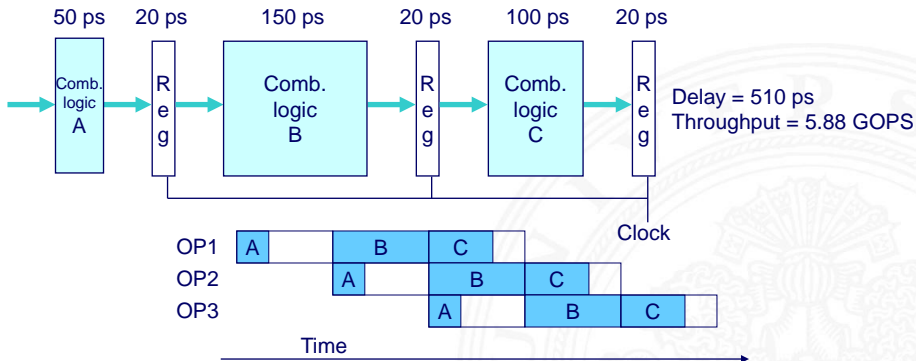 50 ps 20 ps 150 ps 20 ps 100 ps 20 ps
Comb.
logic
A
R
e
g
Comb.
logic
B
R
e
g
Comb.
logic
C
R
e
g
Delay = 510 ps
Throughput = 5.88 GOPS
Clock
OP1 A B C
OP2 A B C
OP3 A B C
Time